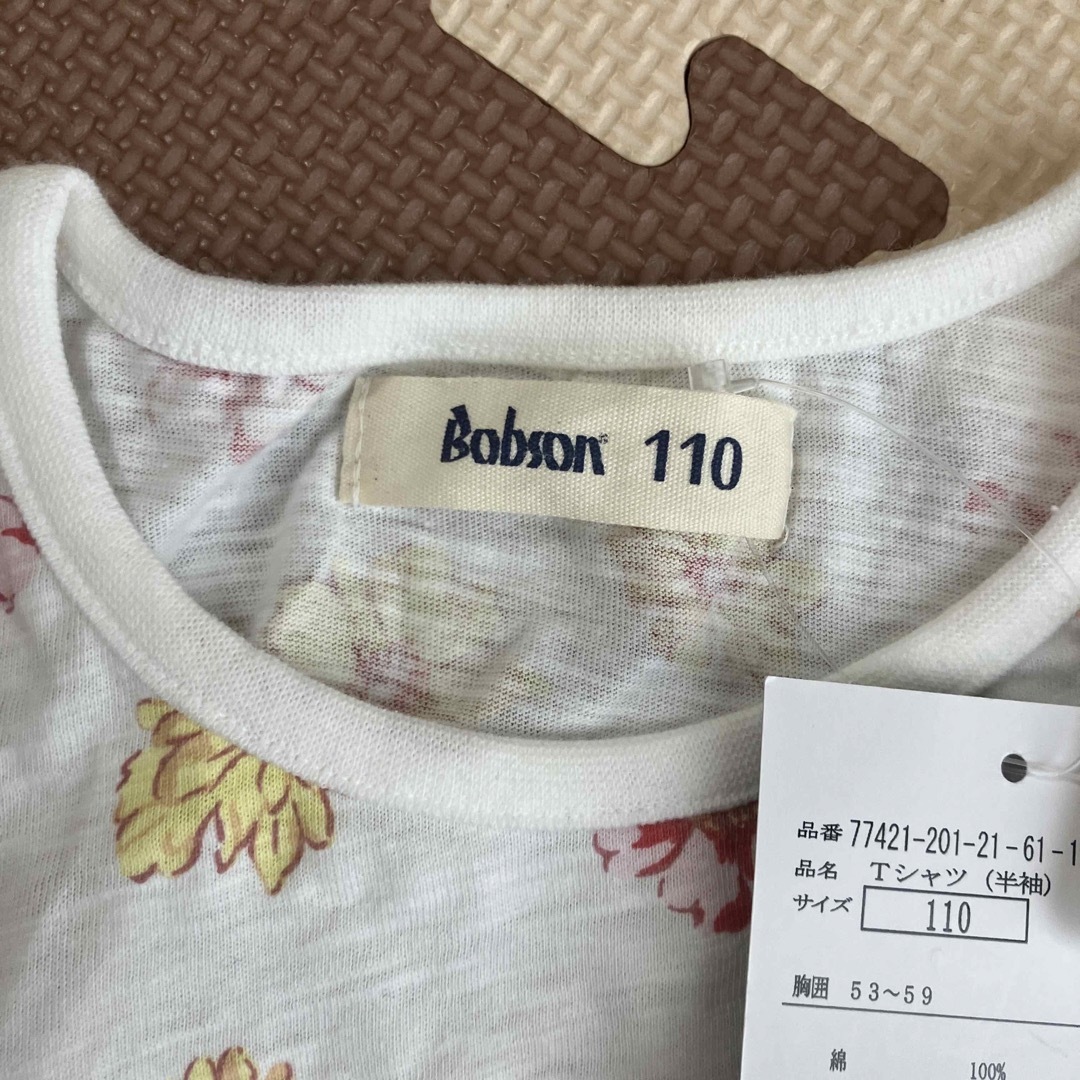 Bobson 110
品番 77421-201-21-61-1
品名 Tシャツ (半袖)
サイズ 110
胸囲 53~59
綿 100%